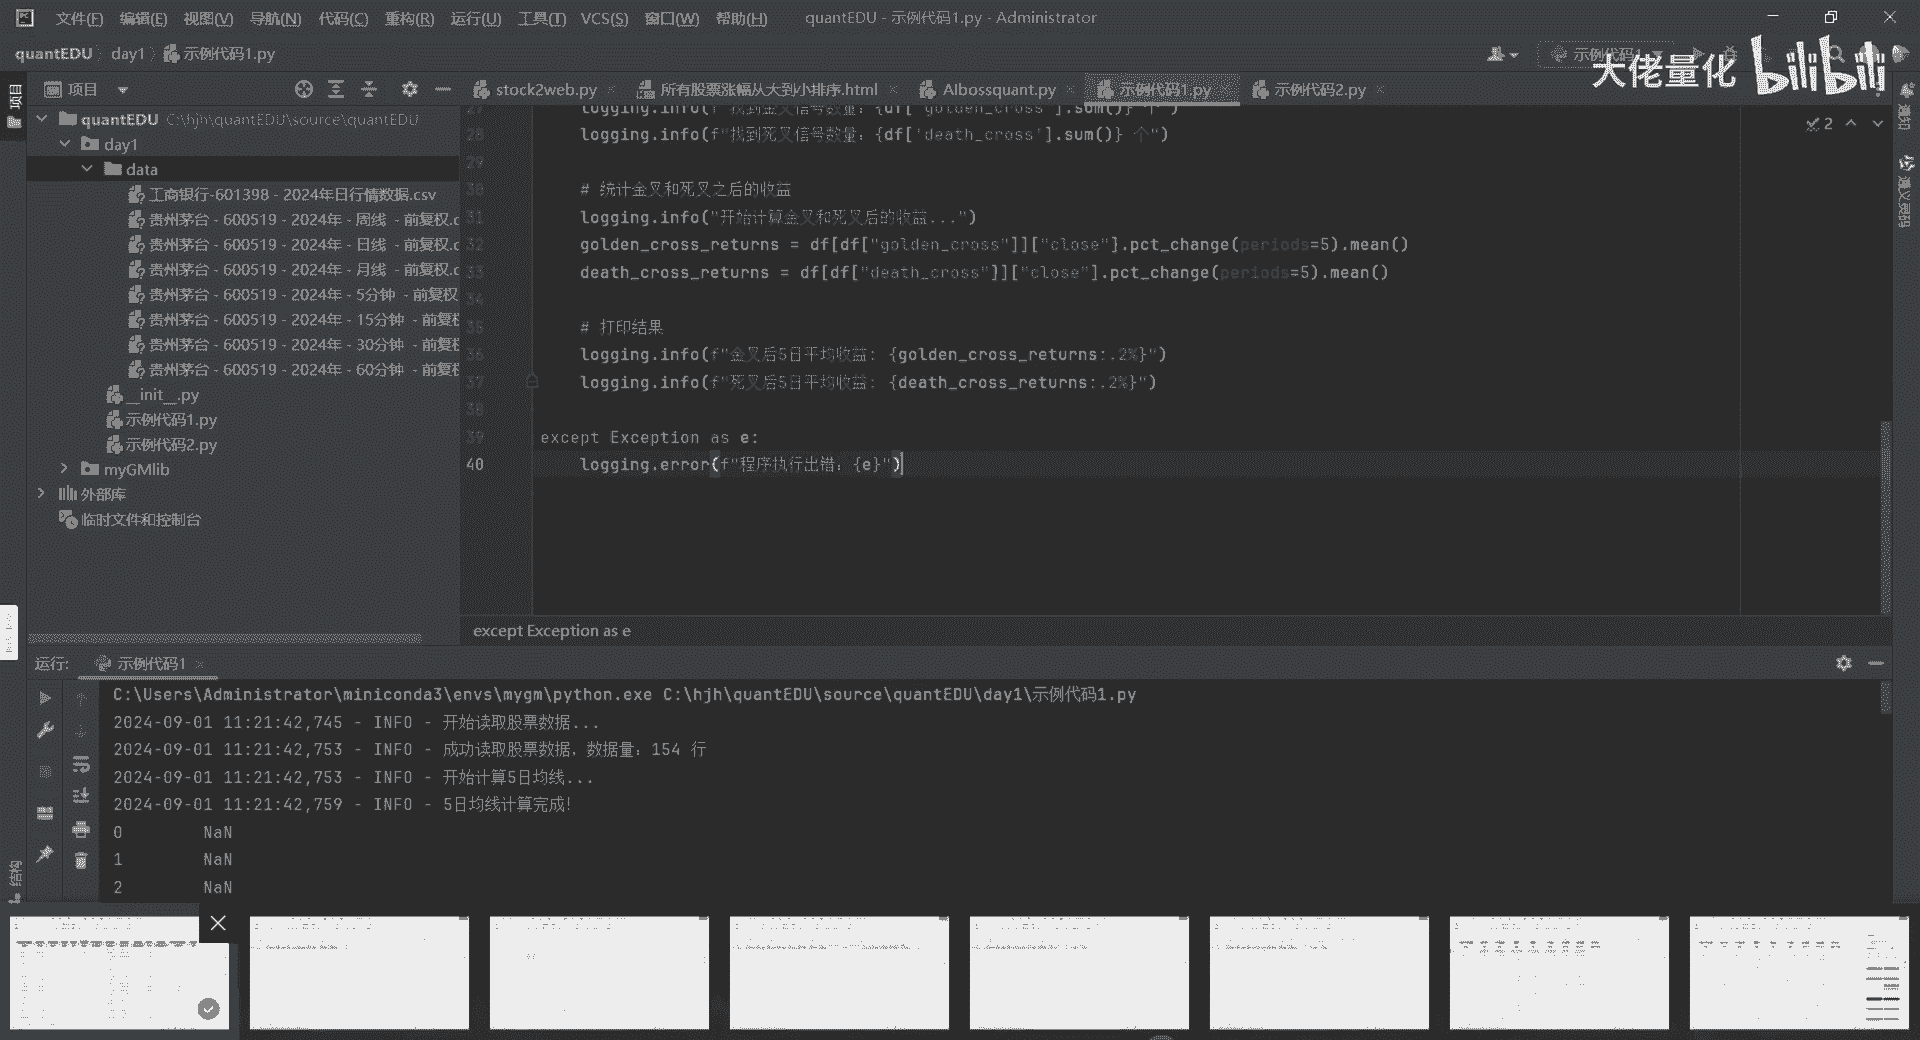 文件(F) 编辑(E) 视图(V) 导航(N) 代码(C) 重构(R) 运行(U) 工具(T) VCS(S) 窗口(W) 帮助(H) quantEDU - 示例代码1.py - Administrator
quantEDU day1 示例代码1.py 示例代码1
大佬量化 bilibili
项目 stock2web.py 所有股票涨幅从大到小排序.html AIbossquant.py 示例代码1.py 示例代码2.py
项目
quantEDU C:\hjh\quantEDU\source\quantEDU
day1
data
工商银行-601398 - 2024年日行情数据.csv
贵州茅台 - 600519 - 2024年 - 周线 - 前复权.c
贵州茅台 - 600519 - 2024年 - 日线 - 前复权.c
贵州茅台 - 600519 - 2024年 - 月线 - 前复权.c
贵州茅台 - 600519 - 2024年 - 5分钟 - 前复权
贵州茅台 - 600519 - 2024年 - 15分钟 - 前复权
贵州茅台 - 600519 - 2024年 - 30分钟 - 前复权
贵州茅台 - 600519 - 2024年 - 60分钟 - 前复权
__init__.py
示例代码1.py
示例代码2.py
myGMlib
外部库
临时文件和控制台
27 logging.info(f"找到金叉信号数量: {df['golden_cross'].sum()} 个")
28 logging.info(f"找到死叉信号数量: {df['death_cross'].sum()} 个")
29
30 # 统计金叉和死叉之后的收益
31 logging.info("开始计算金叉和死叉后的收益...")
32 golden_cross_returns = df[df["golden_cross"]]["close"].pct_change(periods=5).mean()
33 death_cross_returns = df[df["death_cross"]]["close"].pct_change(periods=5).mean()
34
35 # 打印结果
36 logging.info(f"金叉后5日平均收益: {golden_cross_returns:.2%}")
37 logging.info(f"死叉后5日平均收益: {death_cross_returns:.2%}")
38
39 except Exception as e:
40 logging.error(f"程序执行出错: {e}")
2
通知
通义灵码
except Exception as e
运行: 示例代码1
C:\Users\Administrator\miniconda3\envs\mygm\python.exe C:\hjh\quantEDU\source\quantEDU\day1\示例代码1.py
2024-09-01 11:21:42,745 - INFO - 开始读取股票数据...
2024-09-01 11:21:42,753 - INFO - 成功读取股票数据，数据量: 154 行
2024-09-01 11:21:42,753 - INFO - 开始计算5日均线...
2024-09-01 11:21:42,759 - INFO - 5日均线计算完成!
0 NaN
1 NaN
2 NaN
结构